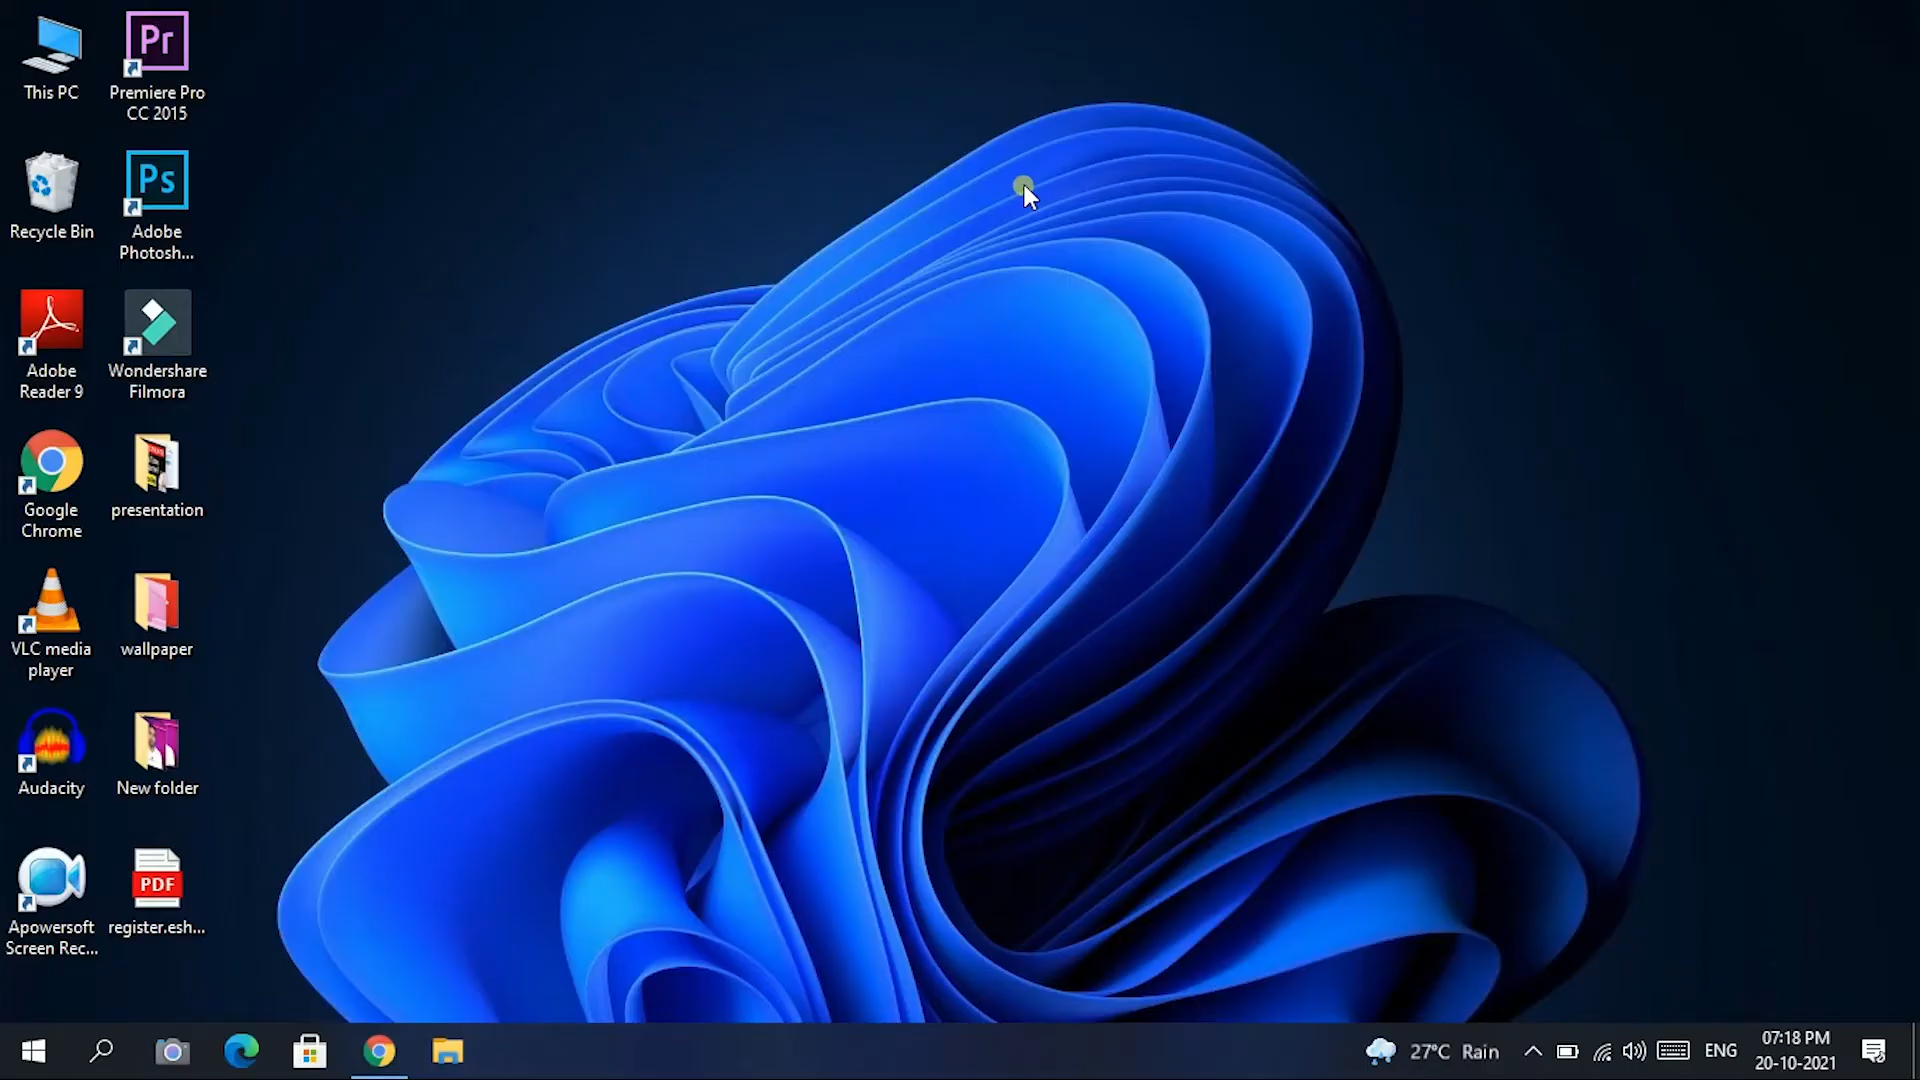 This PC
Pr
Premiere Pro
CC 2015
Recycle Bin
Ps
Adobe
Photosh...
Adobe
Reader 9
Wondershare
Filmora
Google
Chrome
presentation
VLC media
player
wallpaper
Audacity
New folder
Apowersoft
Screen Rec...
PDF
register.esh...
27°C Rain
ENG
07:18 PM
20-10-2021